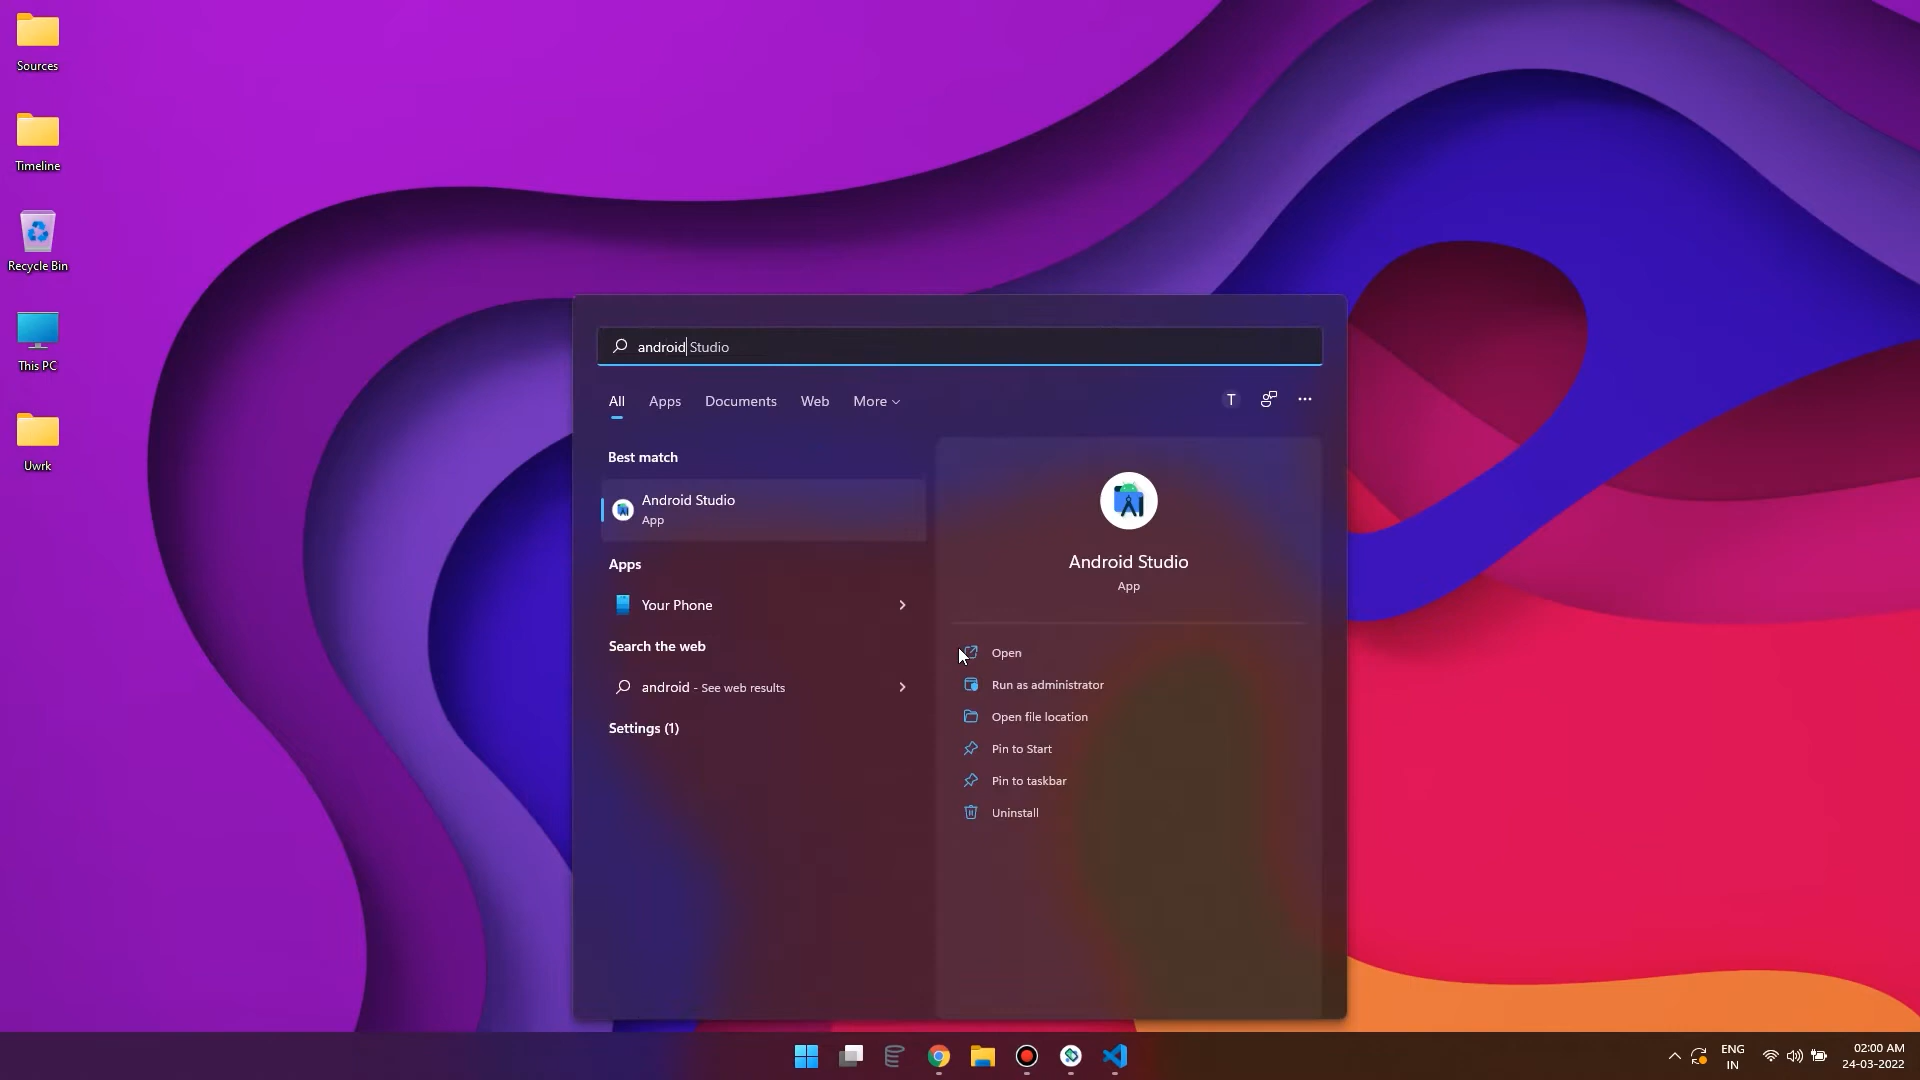 Sources
Timeline
Recycle Bin
This PC
Uwrk
android Studio
All Apps Documents Web More T
Best match
Android Studio
App
Apps
Your Phone
Search the web
android - See web results
Settings (1)
Android Studio
App
Open
Run as administrator
Open file location
Pin to Start
Pin to taskbar
Uninstall
ENG
IN
02:00 AM
24-03-2022